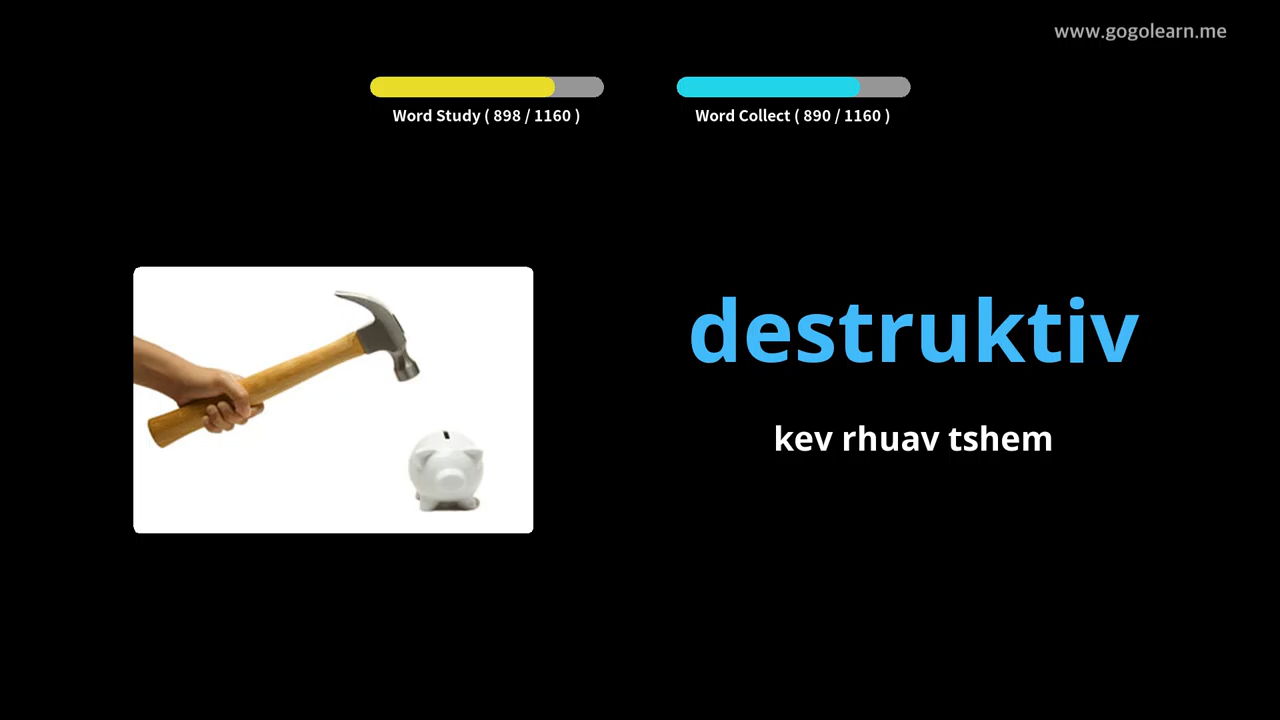 www.gogolearn.me
Word Study ( 898 / 1160 )
Word Collect ( 890 / 1160 )
destruktiv
kev rhuav tshem